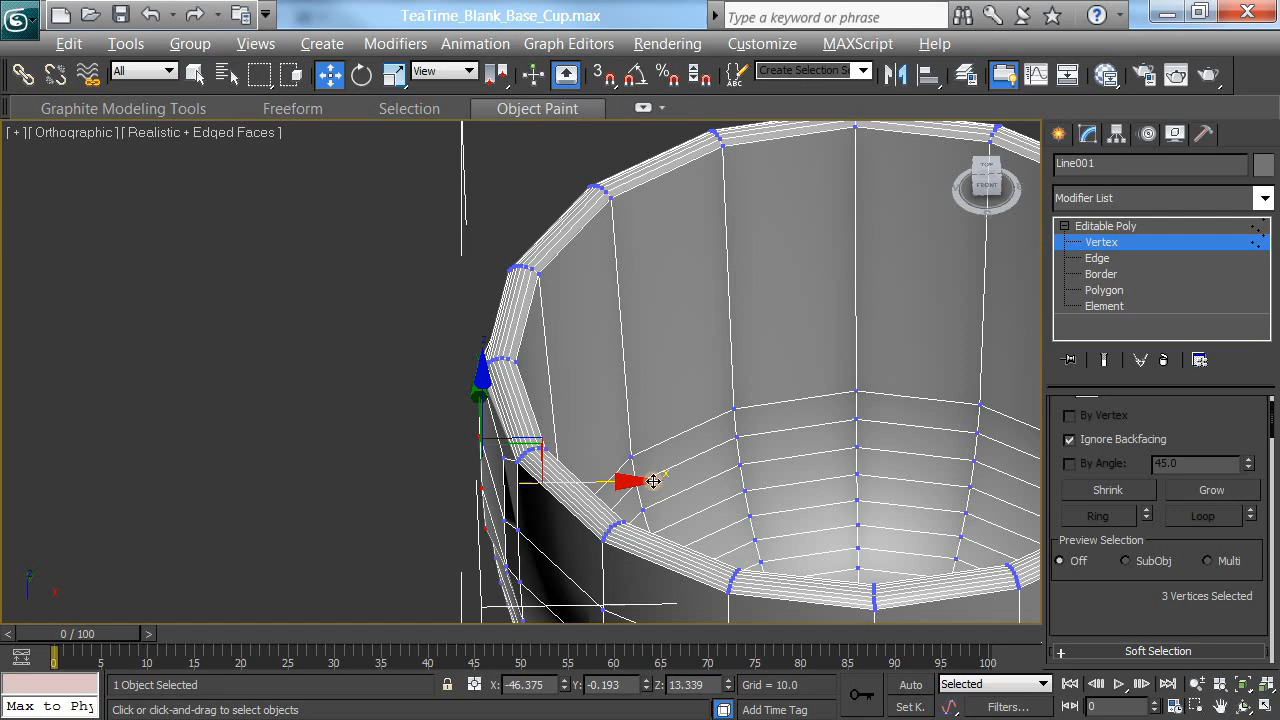 TeaTime_Blank_Base_Cup.max
Type a keyword or phrase
Edit Tools Group Views Create Modifiers Animation Graph Editors Rendering Customize MAXScript Help
All
View
Create Selection Se
Graphite Modeling Tools Freeform Selection Object Paint
[ + ][ Orthographic ][ Realistic + Edged Faces ]
TOP
FRONT
Line001
Modifier List
Editable Poly
Vertex
Edge
Border
Polygon
Element
By Vertex
Ignore Backfacing
By Angle: 45.0
Shrink Grow
Ring Loop
Preview Selection
Off SubObj Multi
3 Vertices Selected
+ Soft Selection
z
x
x
< 0 / 100 >
0 5 10 15 20 25 30 35 40 45 50 55 60 65 70 75 80 85 90 95 100
1 Object Selected X: -46.375 Y: -0.193 Z: 13.339 Grid = 10.0 Auto Selected
Max to Phy Click or click-and-drag to select objects Add Time Tag Set K. Filters... 0